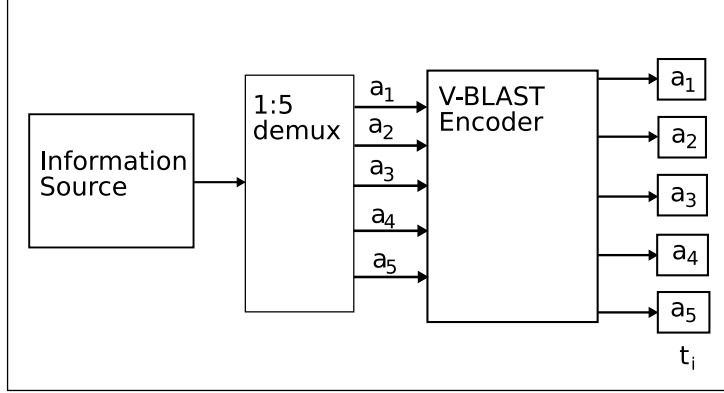 Information
Source
1:5
demux
a1
a2
a3
a4
a5
V-BLAST
Encoder
a1
a2
a3
a4
a5
ti